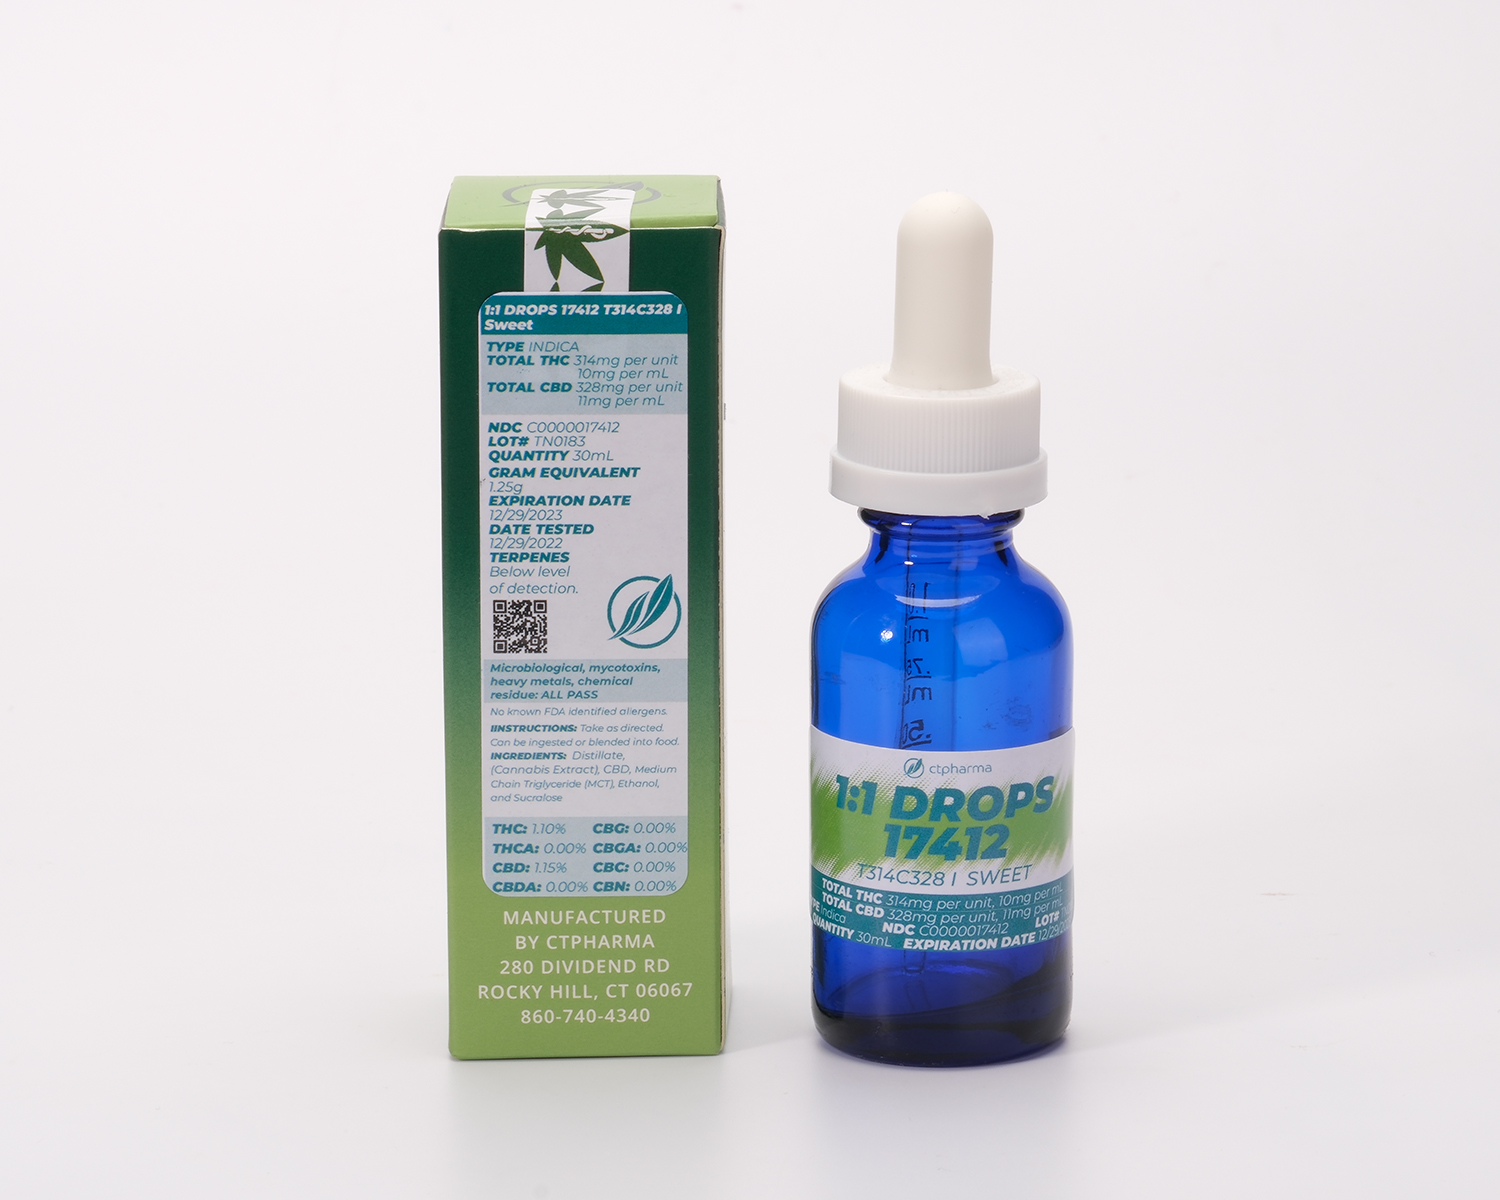 1:1 DROPS 17412 T314C328 I
Sweet
TYPE INDICA
TOTAL THC 314mg per unit
10mg per mL
TOTAL CBD 328mg per unit
11mg per mL
NDC C0000017412
LOT# TN0183
QUANTITY 30mL
GRAM EQUIVALENT
1.25g
EXPIRATION DATE
12/29/2023
DATE TESTED
12/29/2022
TERPENES
Below level
of detection.
Microbiological, mycotoxins,
heavy metals, chemical
residue: ALL PASS
No known FDA identified allergens.
IINSTRUCTIONS: Take as directed.
Can be ingested or blended into food.
INGREDIENTS: Distillate,
(Cannabis Extract), CBD, Medium
Chain Triglyceride (MCT), Ethanol,
and Sucralose
THC: 1.10% CBG: 0.00%
THCA: 0.00% CBGA: 0.00%
CBD: 1.15% CBC: 0.00%
CBDA: 0.00% CBN: 0.00%
MANUFACTURED
BY CTPHARMA
280 DIVIDEND RD
ROCKY HILL, CT 06067
860-740-4340
ctpharma
1:1 DROPS
17412
T314C328 I SWEET
TOTAL THC 314mg per unit, 10mg per mL
TOTAL CBD 328mg per unit, 11mg per mL
Indica NDC C0000017412 LOT#
QUANTITY 30mL EXPIRATION DATE